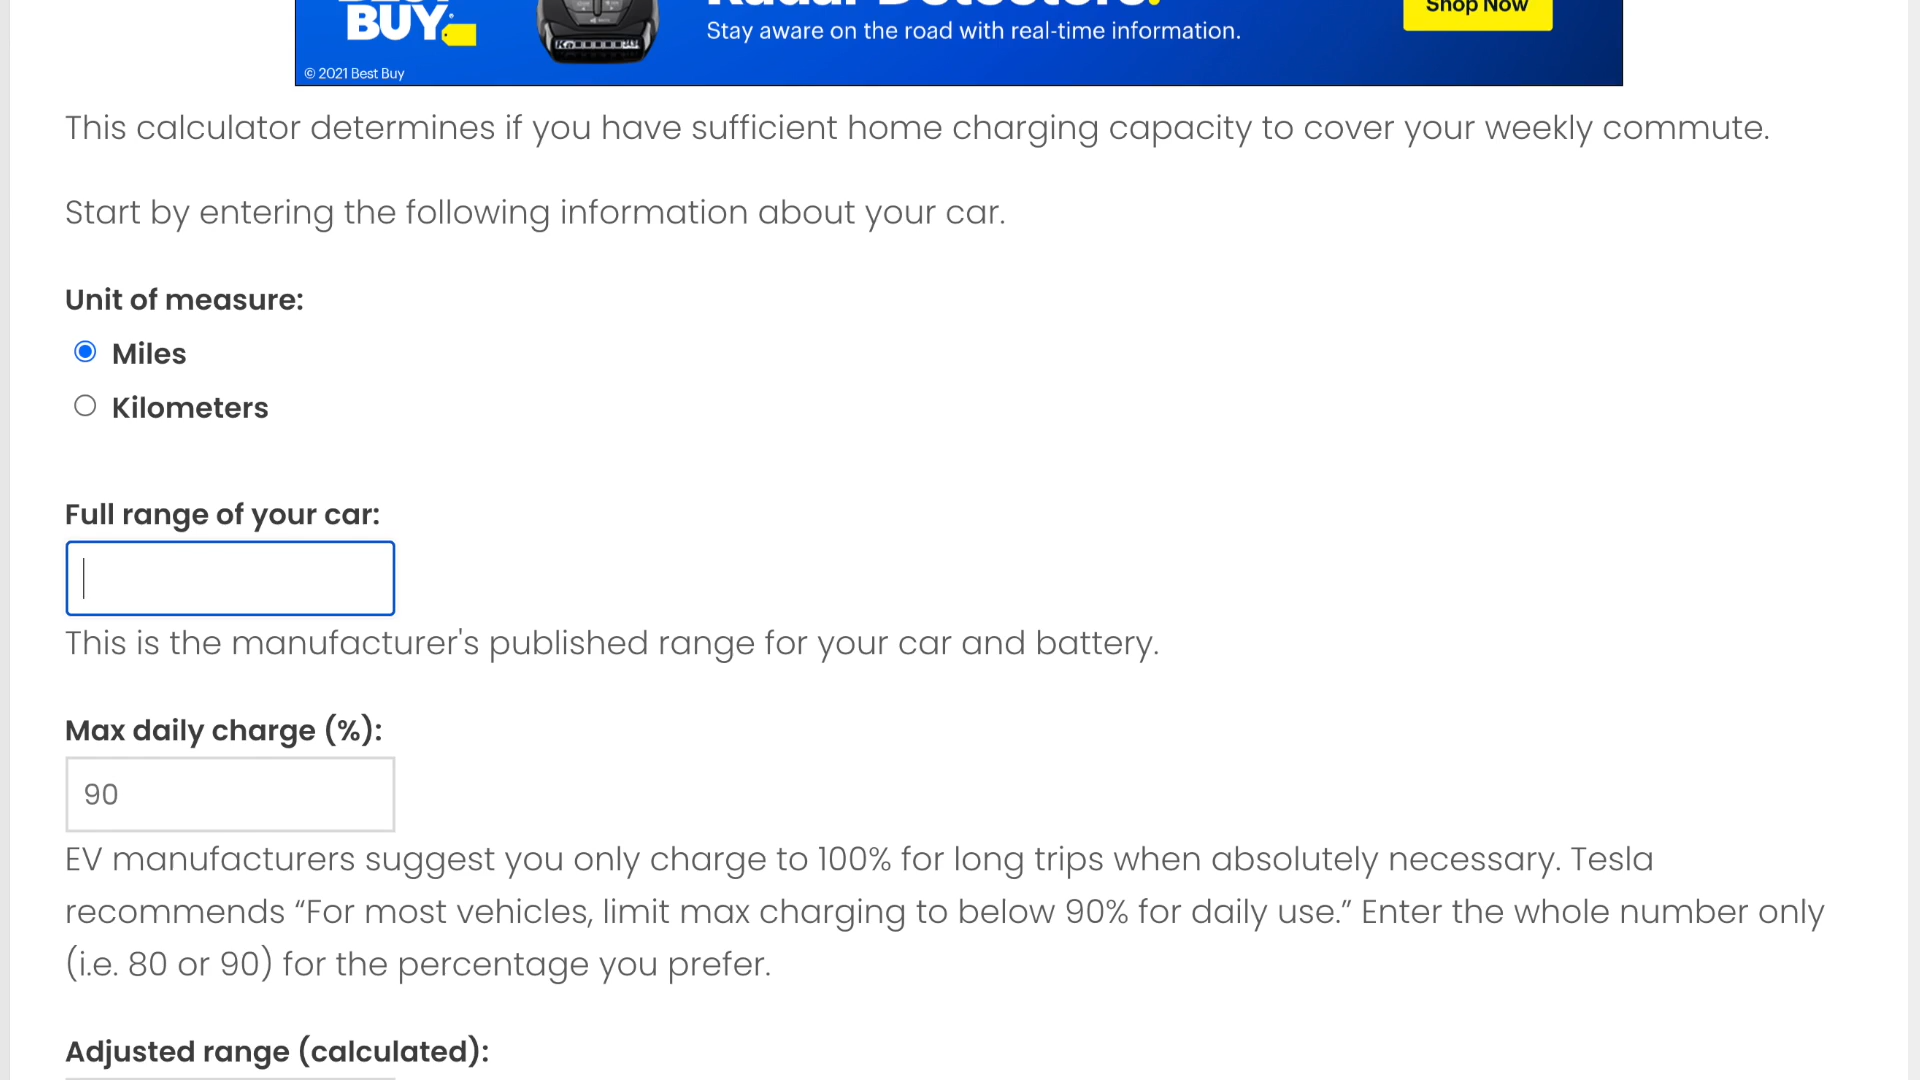 BUY
Shop Now
Stay aware on the road with real-time information.
© 2021 Best Buy
This calculator determines if you have sufficient home charging capacity to cover your weekly commute.
Start by entering the following information about your car.
Unit of measure:
Miles
Kilometers
Full range of your car:
This is the manufacturer's published range for your car and battery.
Max daily charge (%):
90
EV manufacturers suggest you only charge to 100% for long trips when absolutely necessary. Tesla
recommends “For most vehicles, limit max charging to below 90% for daily use.” Enter the whole number only
(i.e. 80 or 90) for the percentage you prefer.
Adjusted range (calculated):